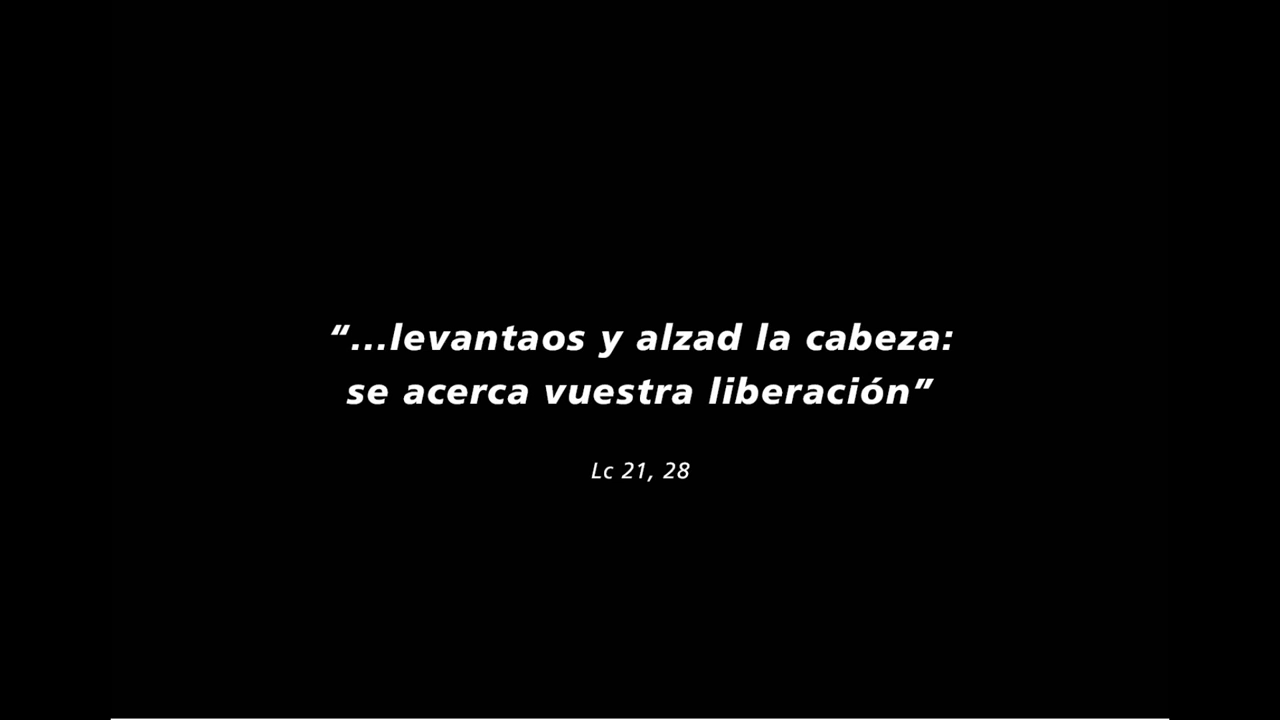 “...levantaos y alzad la cabeza:
se acerca vuestra liberación”
Lc 21, 28